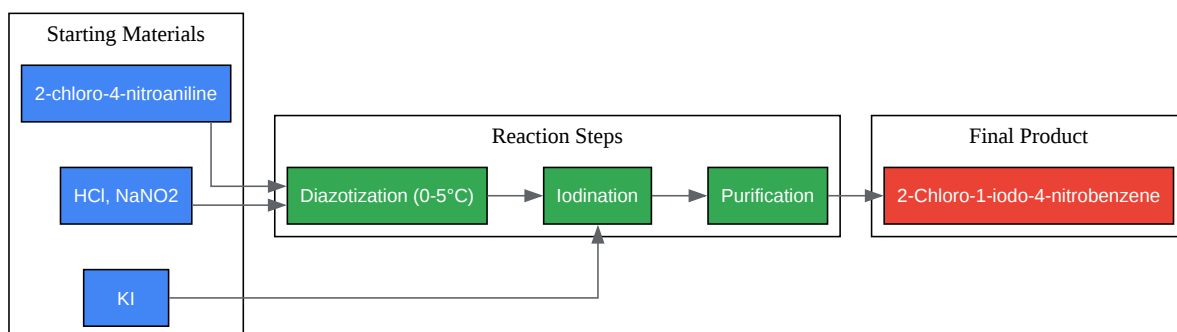 Starting Materials
2-chloro-4-nitroaniline
HCl, NaNO2
KI
Reaction Steps
Diazotization (0-5°C)
Iodination
Purification
Final Product
2-Chloro-1-iodo-4-nitrobenzene